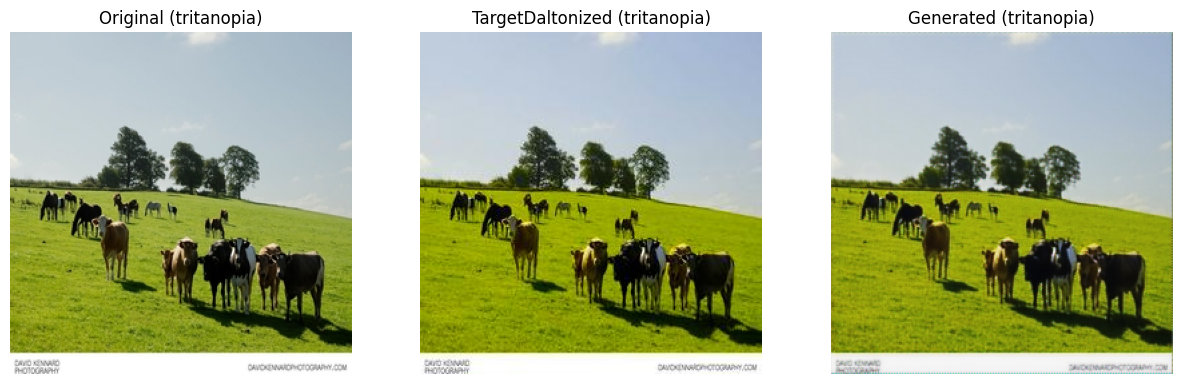 Original (tritanopia)
TargetDaltonized (tritanopia)
Generated (tritanopia)
DAVID KENNARD
PHOTOGRAPHY
DAVIDKENNARDPHOTOGRAPHY.COM
DAVID KENNARD
PHOTOGRAPHY
DAVIDKENNARDPHOTOGRAPHY.COM
DAVID KENNARD
PHOTOGRAPHY
DAVIDKENNARDPHOTOGRAPHY.COM